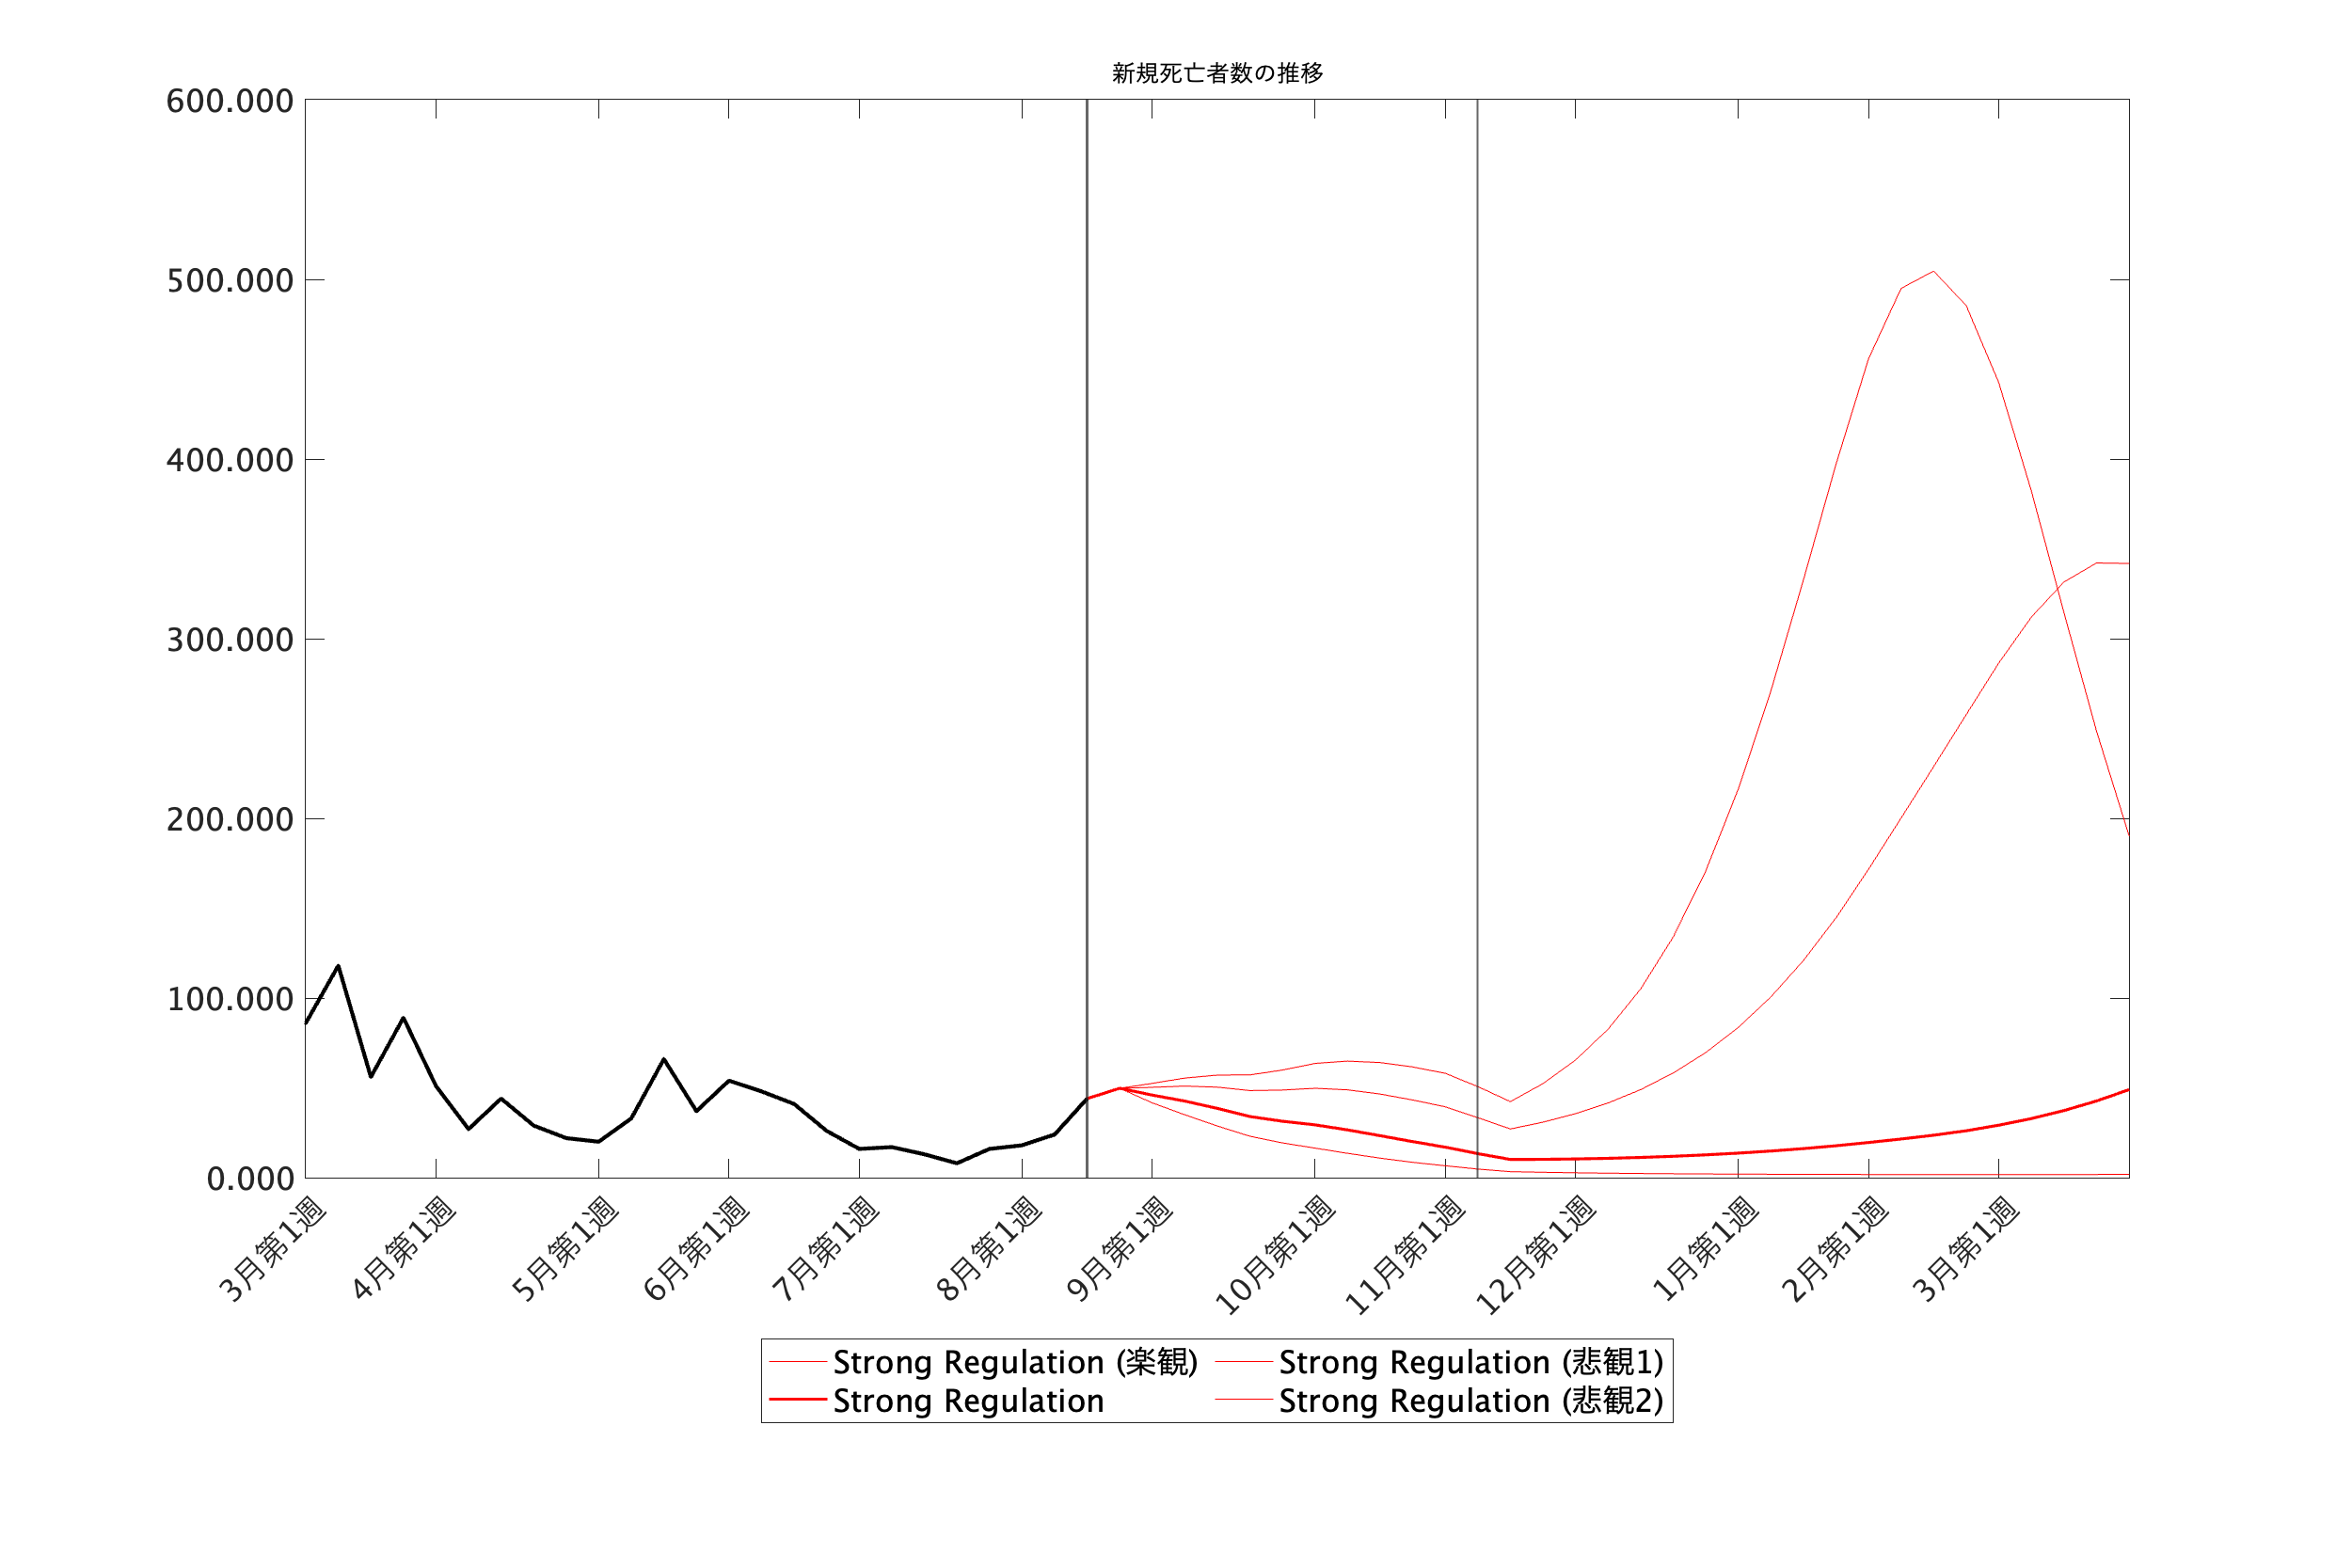 新規死亡者数の推移
600.000
500.000
400.000
300.000
200.000
100.000
0.000
3月第1週
4月第1週
5月第1週
6月第1週
7月第1週
8月第1週
9月第1週
10月第1週
11月第1週
12月第1週
1月第1週
2月第1週
3月第1週
Strong Regulation (楽観)
Strong Regulation (悲観1)
Strong Regulation
Strong Regulation (悲観2)